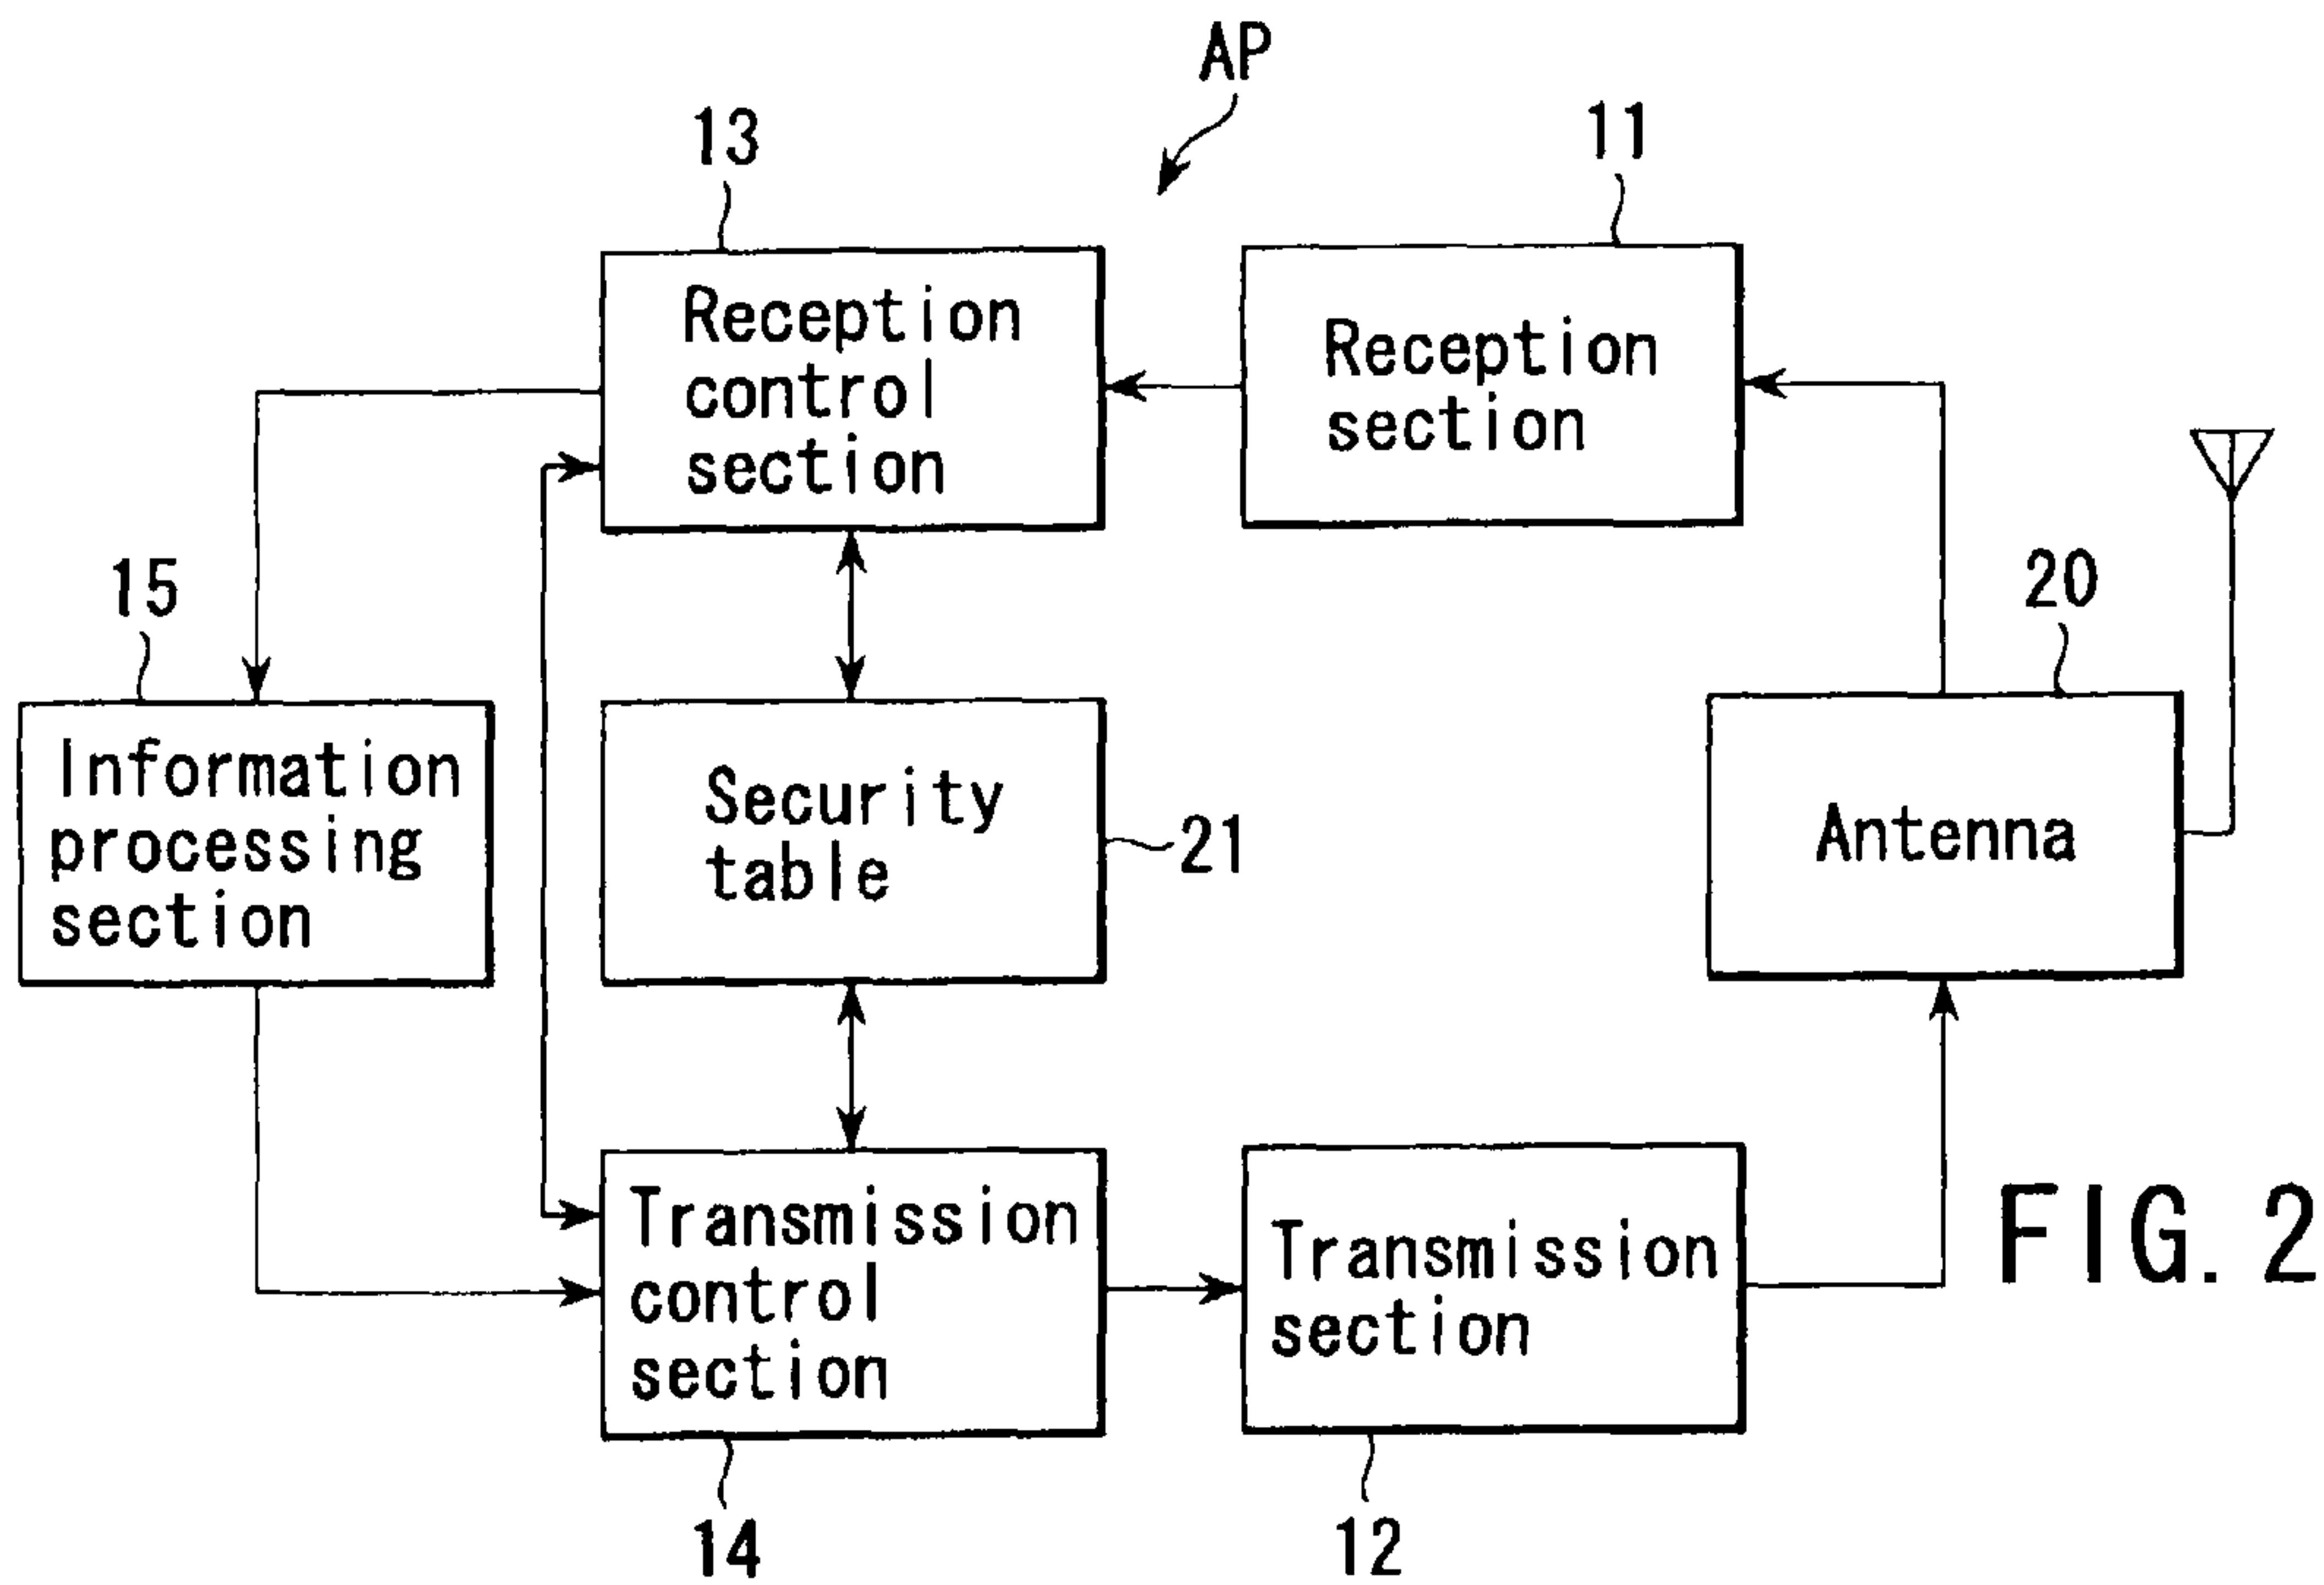 AP
13
11
Reception
control
section
Reception
section
15
20
Information
processing
section
Security
table
21
Antenna
Transmission
control
section
Transmission
section
FIG. 2
14
12